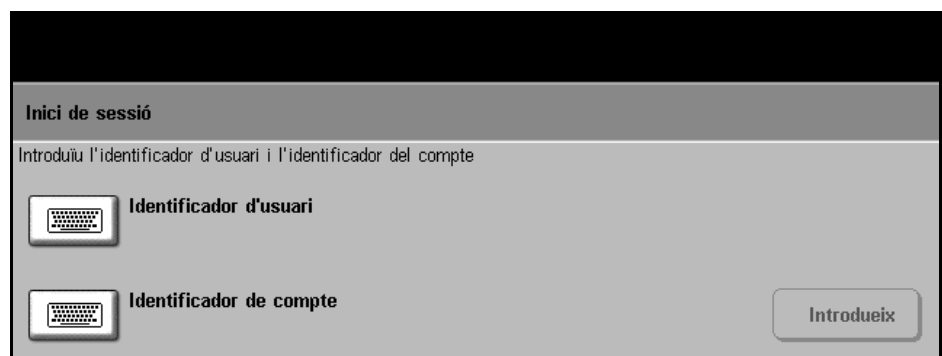 Inici de sessió
Introduïu l'identificador d'usuari i l'identificador del compte
Identificador d'usuari
Identificador de compte
Introdueix